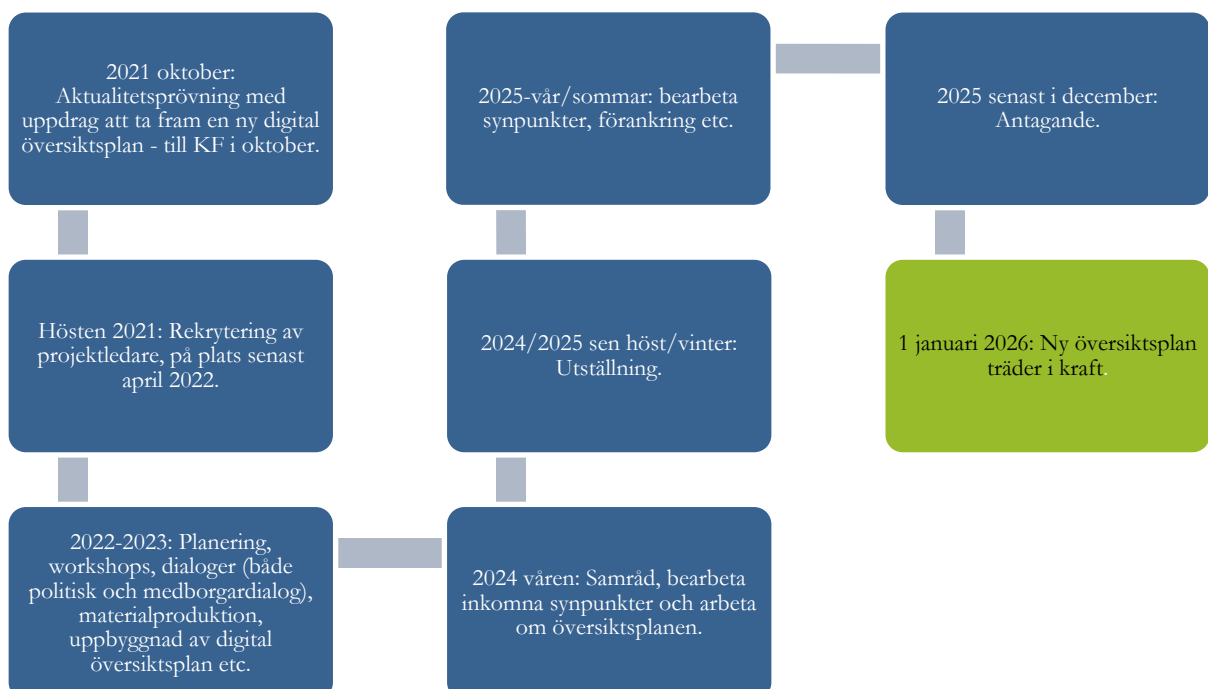 2021 oktober:
Aktualitetsprövning med
uppdrag att ta fram en ny digital
översiktsplan - till KF i oktober.
Hösten 2021: Rekrytering av
projektledare, på plats senast
april 2022.
2022-2023: Planering,
workshops, dialoger (både
politisk och medborgardialog),
materialproduktion,
uppbyggnad av digital
översiktsplan etc.
2024 våren: Samråd, bearbeta
inkomna synpunkter och arbeta
om översiktsplanen.
2024/2025 sen höst/vinter:
Utställning.
2025-vår/sommar: bearbeta
synpunkter, förankring etc.
2025 senast i december:
Antagande.
1 januari 2026: Ny översiktsplan
träder i kraft.